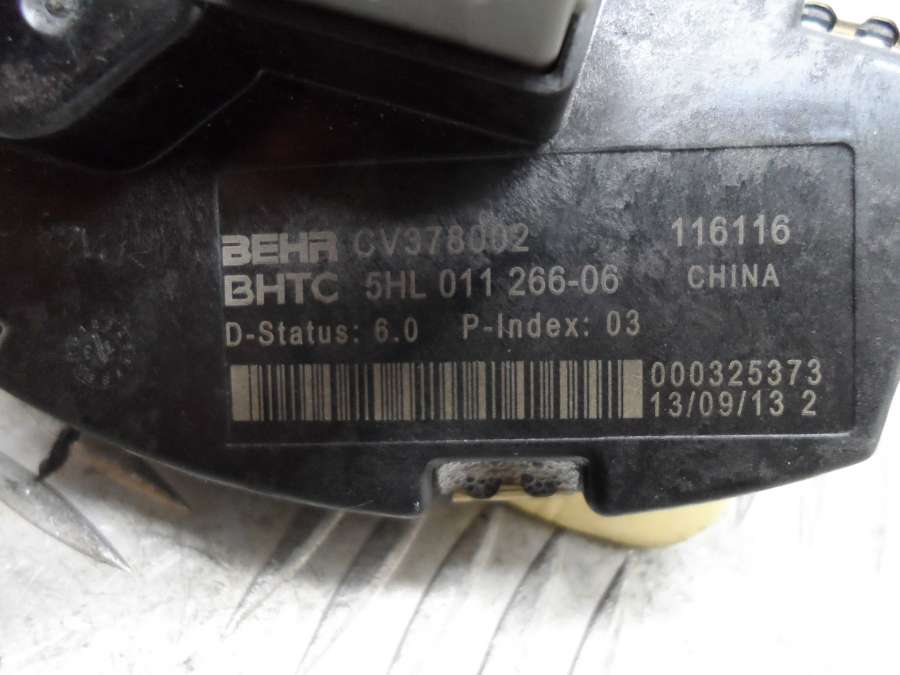 BEHR CV378002 116116
BHTC 5HL 011 266-06 CHINA
D-Status: 6.0 P-Index: 03
000325373
13/09/13 2